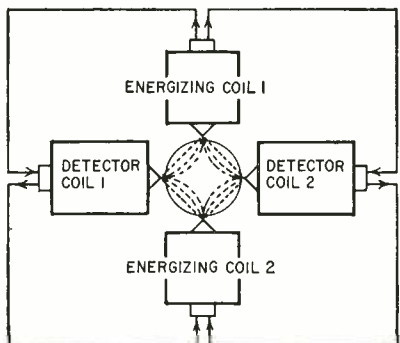 ENERGIZING COIL 1
DETECTOR
COIL 1
DETECTOR
COIL 2
ENERGIZING COIL 2